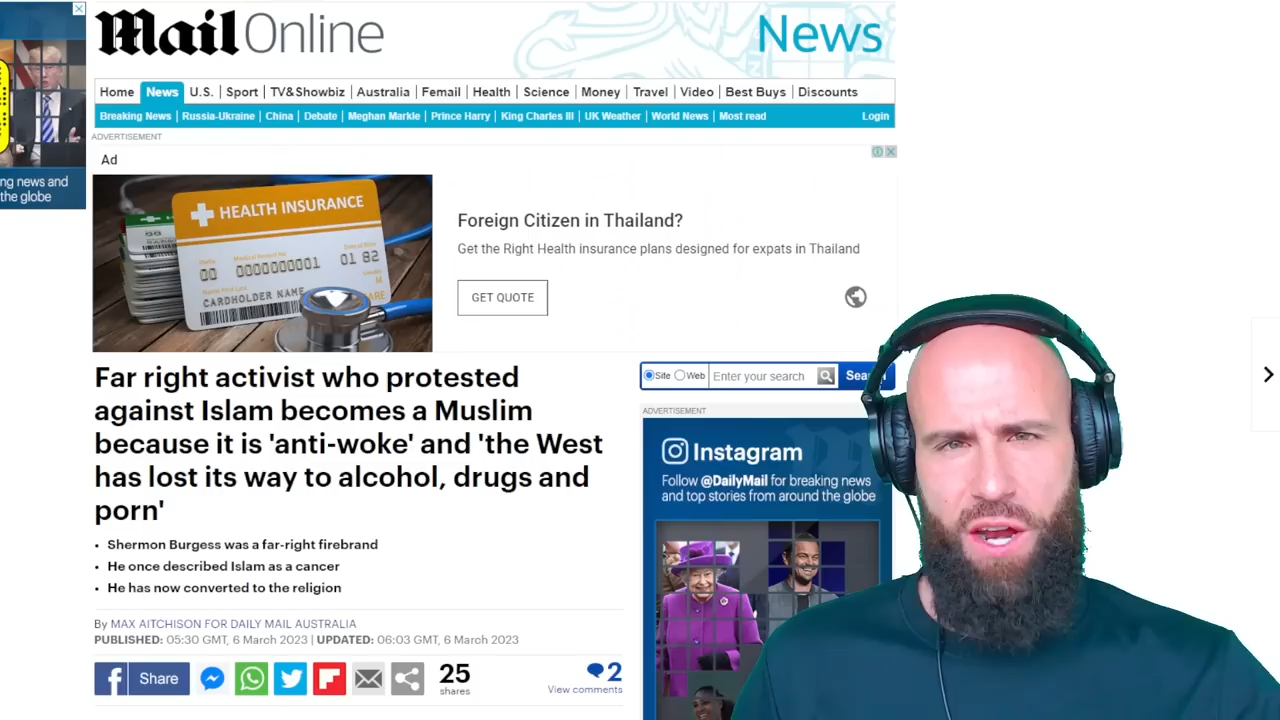 Mail Online
News
Home
News
U.S.
Sport
TV&Showbiz
Australia
Femail
Health
Science
Money
Travel
Video
Best Buys
Discounts
Breaking News
Russia-Ukraine
China
Debate
Meghan Markle
Prince Harry
King Charles III
UK Weather
World News
Most read
Login
ADVERTISEMENT
Ad
ng news and
the globe
HEALTH INSURANCE
00 0000000001 01 82
CARDHOLDER NAME
Foreign Citizen in Thailand?
Get the Right Health insurance plans designed for expats in Thailand
GET QUOTE
Far right activist who protested
against Islam becomes a Muslim
because it is 'anti-woke' and 'the West
has lost its way to alcohol, drugs and
porn'
• Shermon Burgess was a far-right firebrand
• He once described Islam as a cancer
• He has now converted to the religion
By MAX AITCHISON FOR DAILY MAIL AUSTRALIA
PUBLISHED: 05:30 GMT, 6 March 2023 | UPDATED: 06:03 GMT, 6 March 2023
Share
25
shares
2
View comments
Site Web Enter your search
ADVERTISEMENT
Instagram
Follow @DailyMail for breaking news
and top stories from around the globe